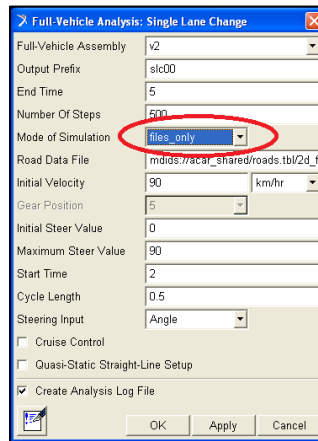 Full-Vehicle Analysis: Single Lane Change
Full-Vehicle Assembly v2
Output Prefix slc00
End Time 5
Number Of Steps 500
Mode of Simulation files_only
Road Data File mdids://acar_shared/roads.tbl/2d_f
Initial Velocity 90 km/hr
Gear Position 5
Initial Steer Value 0
Maximum Steer Value 90
Start Time 2
Cycle Length 0.5
Steering Input Angle
Cruise Control
Quasi-Static Straight-Line Setup
Create Analysis Log File
OK Apply Cancel